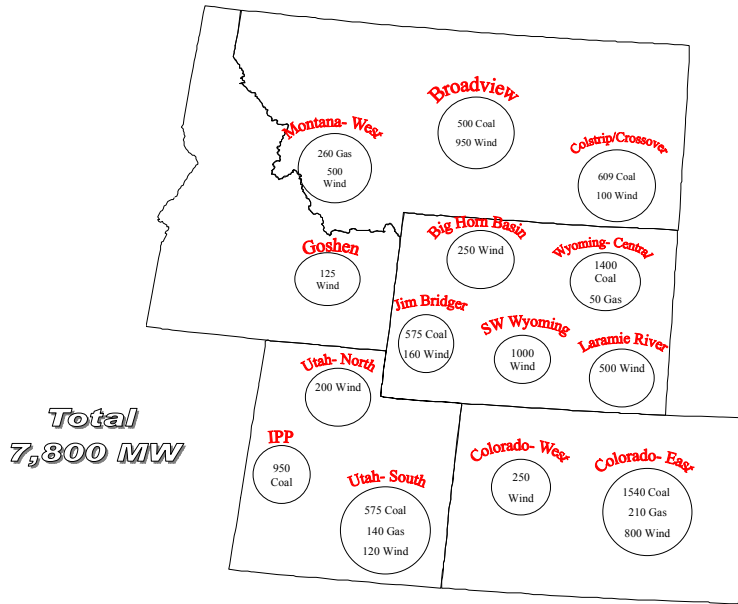 Broadview
500 Coal
950 Wind
Montana- West
260 Gas
500
Wind
Colstrip/Crossover
609 Coal
100 Wind
Goshen
125
Wind
Big Horn Basin
250 Wind
Wyoming- Central
1400
Coal
50 Gas
Jim Bridger
575 Coal
160 Wind
SW Wyoming
1000
Wind
Laramie River
500 Wind
Utah- North
200 Wind
Total
7,800 MW
IPP
950
Coal
Utah- South
575 Coal
140 Gas
120 Wind
Colorado- West
250
Wind
Colorado- East
1540 Coal
210 Gas
800 Wind